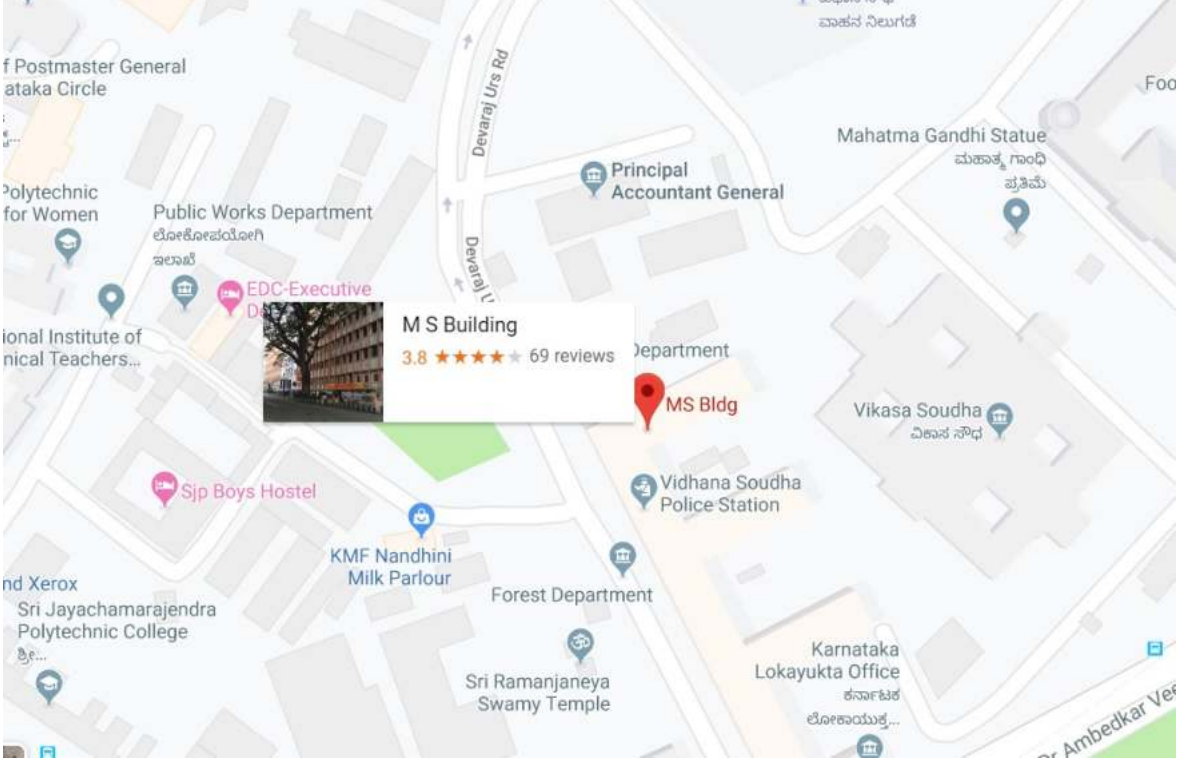 ವಾಹನ ನಿಲುಗಡೆ
f Postmaster General
ataka Circle
Foo
Devaraj Urs Rd
Mahatma Gandhi Statue
ಮಹಾತ್ಮ ಗಾಂಧಿ
ಪ್ರತಿಮೆ
Principal
Accountant General
Polytechnic
for Women
Public Works Department
ಲೋಕೋಪಯೋಗಿ
ಇಲಾಖೆ
Devaraj U
EDC-Executive
De
ional Institute of
nical Teachers...
M S Building
3.8 69 reviews
Department
MS Bldg
Vikasa Soudha
ವಿಕಾಸ ಸೌಧ
Sjp Boys Hostel
Vidhana Soudha
Police Station
KMF Nandhini
Milk Parlour
Forest Department
nd Xerox
Sri Jayachamarajendra
Polytechnic College
ಶ್ರೀ...
Karnataka
Lokayukta Office
ಕರ್ನಾಟಕ
ಲೋಕಾಯುಕ್ತ...
Sri Ramanjaneya
Swamy Temple
Dr Ambedkar Vee